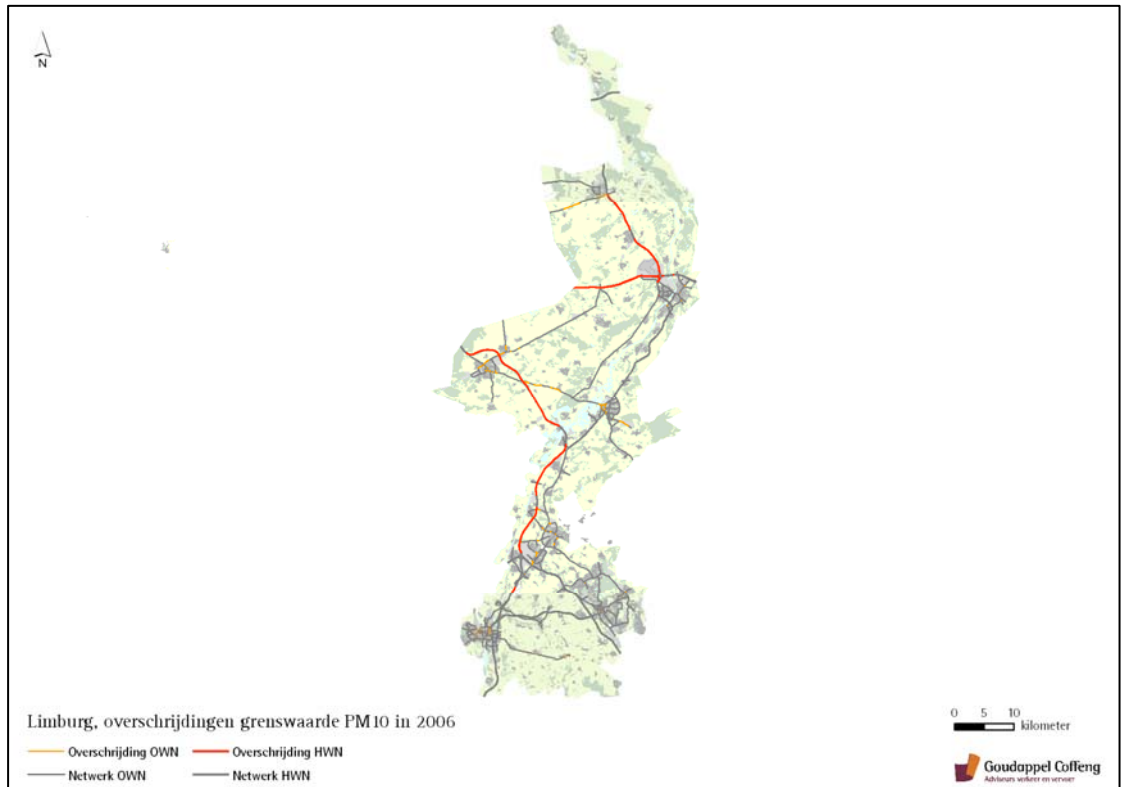 N
Limburg, overschrijdingen grenswaarde PM10 in 2006
Overschrijding OWN Overschrijding HWN
Netwerk OWN Netwerk HWN
0 5 10
kilometer
Goudappel Coffeng
Adviseurs verkeer en vervoer